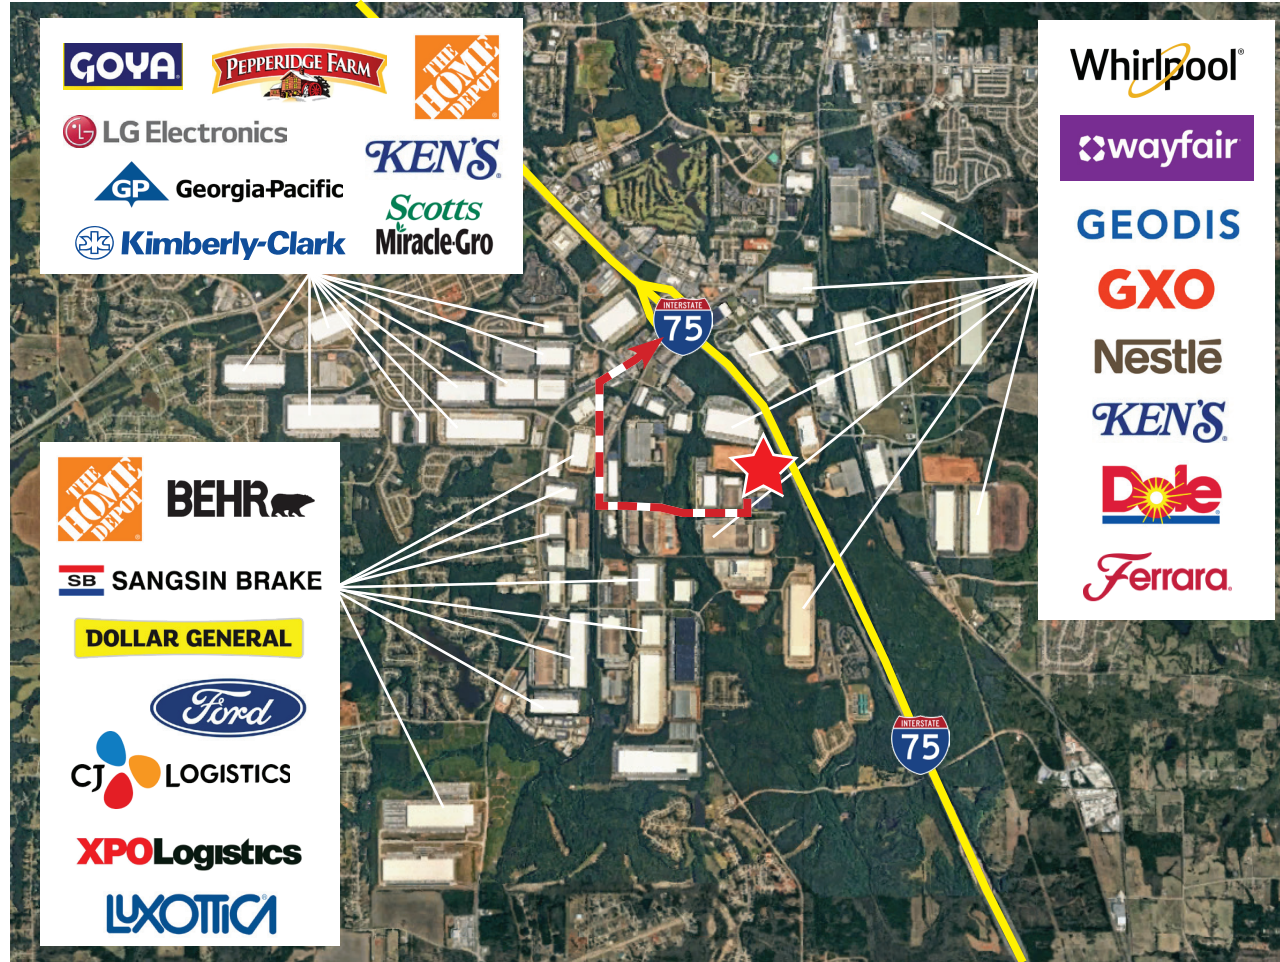 GOYA
PEPPERIDGE FARM
THE HOME DEPOT
LG LG Electronics
KEN'S
GP Georgia-Pacific
Scotts
Miracle-Gro
Kimberly-Clark
Whirlpool
wayfair
GEODIS
GXO
Nestlé
KEN'S
Dole
Ferrara
INTERSTATE
75
THE HOME DEPOT
BEHR
SB SANGSIN BRAKE
DOLLAR GENERAL
Ford
CJ LOGISTICS
XPOLogistics
LUXOTTICA
INTERSTATE
75